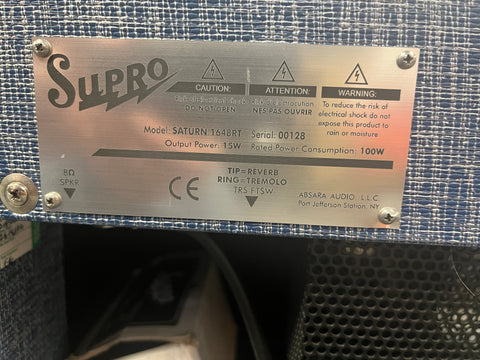 SUPRO
CAUTION:
DO NOT OPEN
ATTENTION:
NES PAS OUVRIR
WARNING:
To reduce the risk of
electrical shock do not
expose this product to
rain or moisture
Model: SATURN 1648RT Serial: 00128
Output Power: 15W Rated Power Consumption: 100W
8Ω
SPKR
CE
TIP=REVERB
RING=TREMOLO
TRS FTSW
ABSARA AUDIO, L.L.C.
Port Jefferson Station, NY